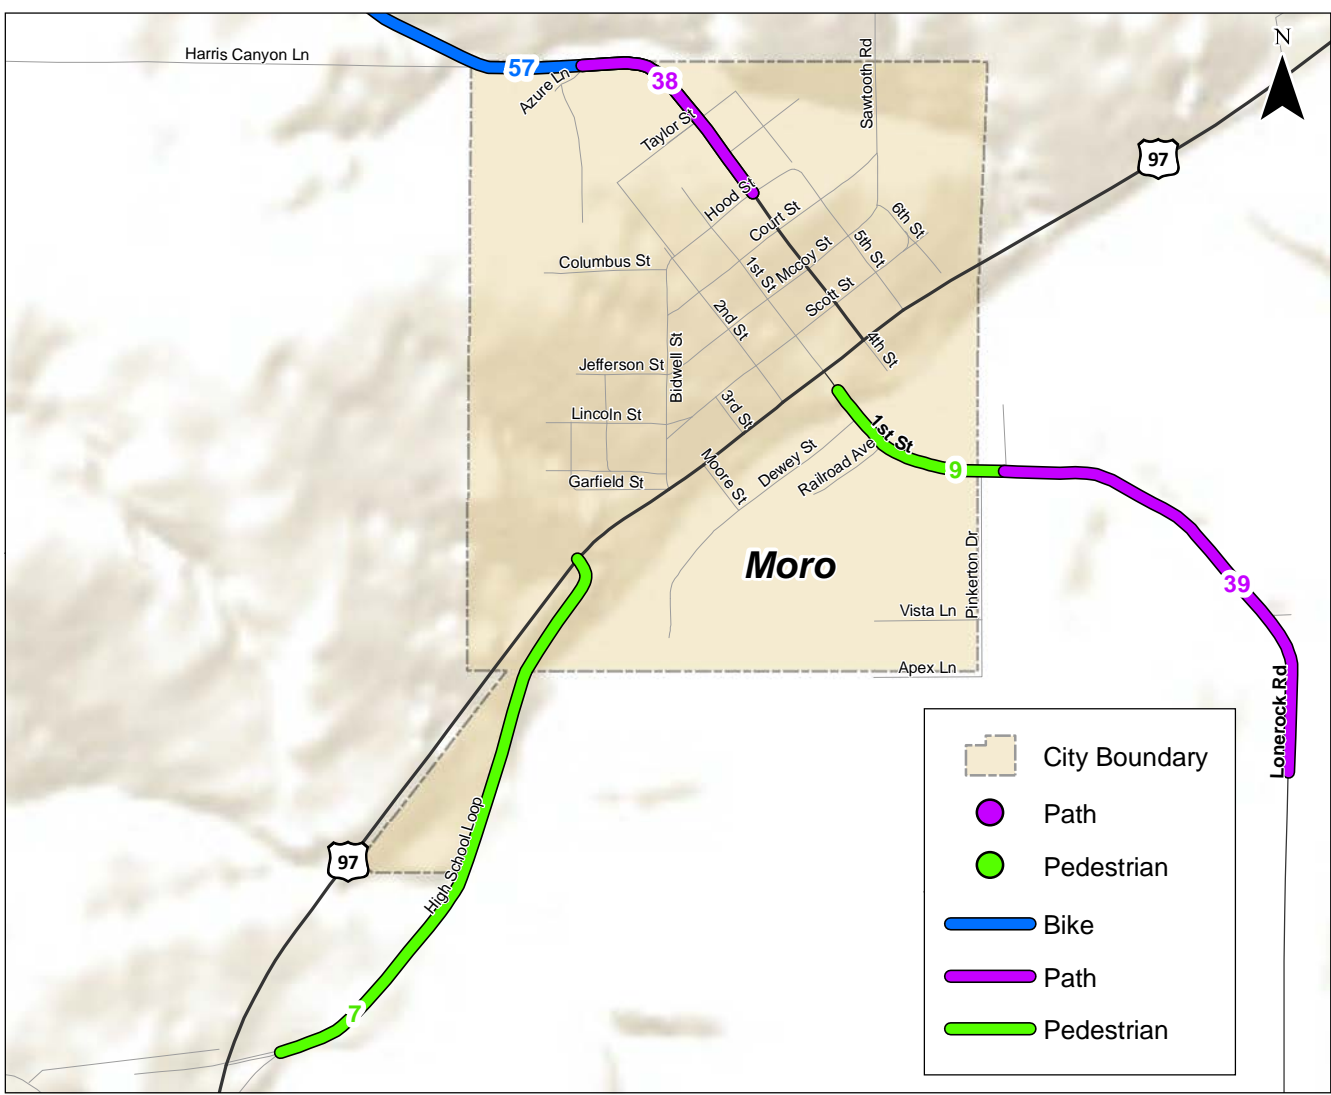 Harris Canyon Ln
57
Azure Ln
38
Sawtooth Rd
N
Taylor St
97
Hood St
Court St
6th St
5th St
Columbus St
1st St
Mccoy St
Scott St
2nd St
4th St
Jefferson St
Bidwell St
3rd St
Lincoln St
1st St
Moore St
Dewey St
Railroad Ave
9
Garfield St
Moro
Pinkerton Dr
39
Vista Ln
Apex Ln
Lonerock Rd
97
High School Loop
7
City Boundary
Path
Pedestrian
Bike
Path
Pedestrian